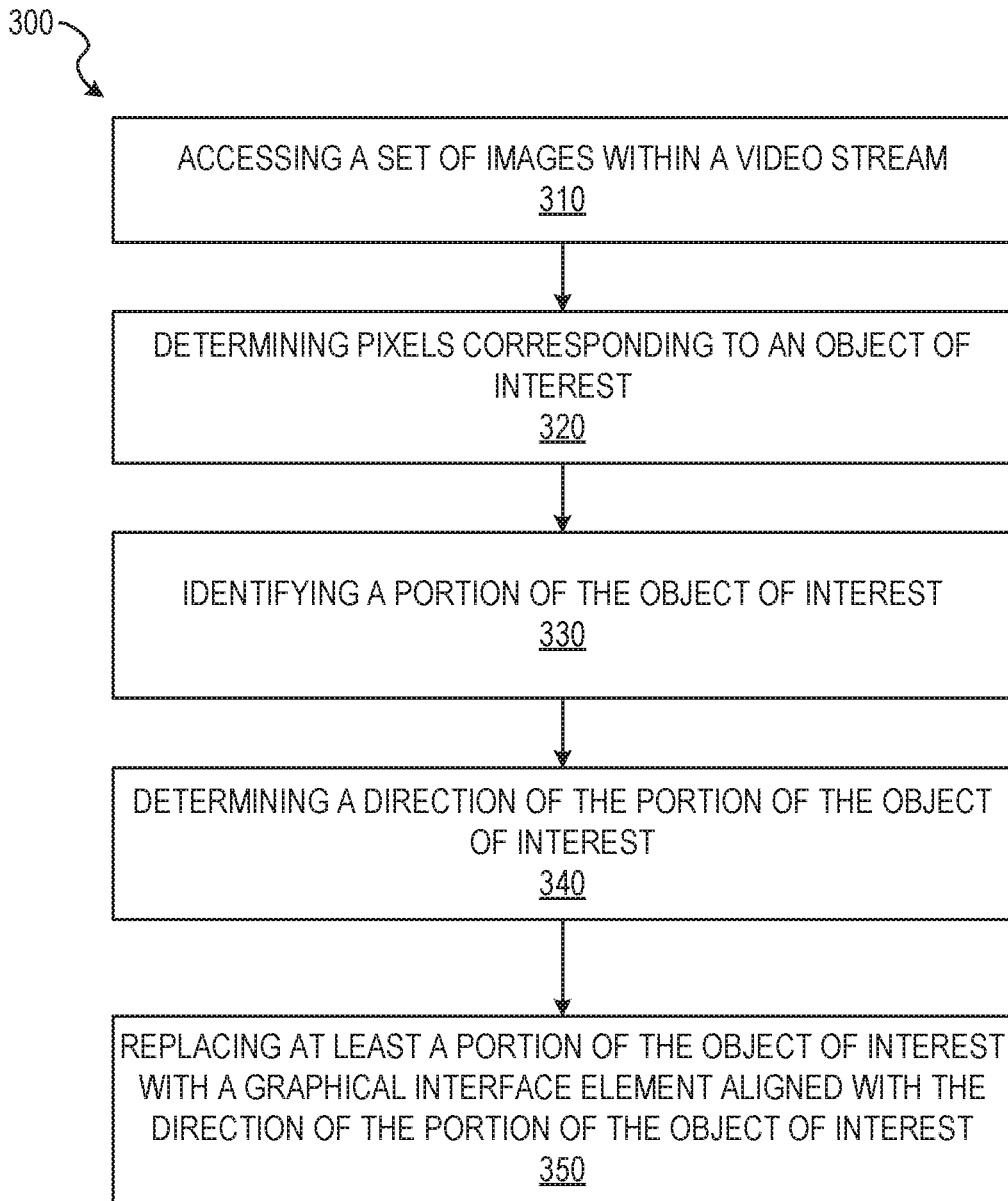 300
ACCESSING A SET OF IMAGES WITHIN A VIDEO STREAM
310
DETERMINING PIXELS CORRESPONDING TO AN OBJECT OF
INTEREST
320
IDENTIFYING A PORTION OF THE OBJECT OF INTEREST
330
DETERMINING A DIRECTION OF THE PORTION OF THE OBJECT
OF INTEREST
340
REPLACING AT LEAST A PORTION OF THE OBJECT OF INTEREST
WITH A GRAPHICAL INTERFACE ELEMENT ALIGNED WITH THE
DIRECTION OF THE PORTION OF THE OBJECT OF INTEREST
350